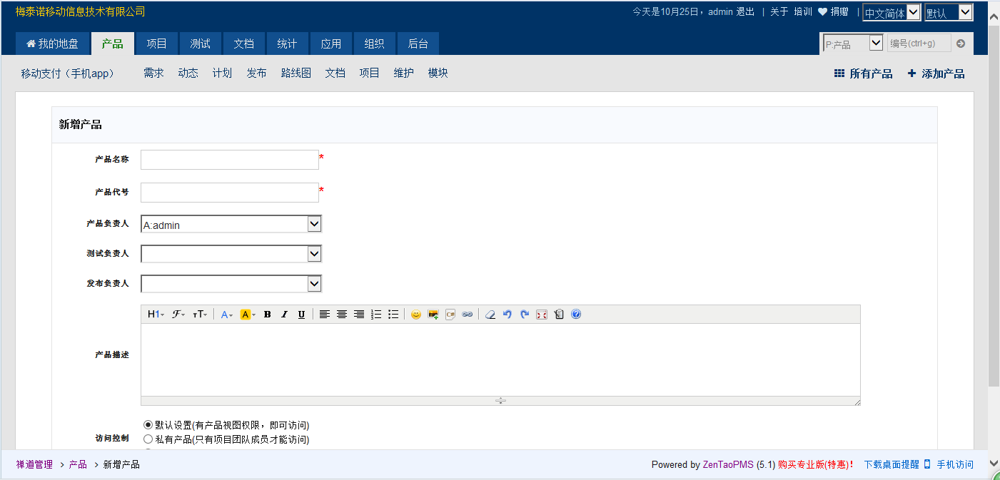 梅泰诺移动信息技术有限公司 今天是10月25日，admin 退出 | 关于 培训 捐赠 | 中文简体 默认
我的地盘 产品 项目 测试 文档 统计 应用 组织 后台 P:产品 编号(ctrl+g)
移动支付（手机app） 需求 动态 计划 发布 路线图 文档 项目 维护 模块 所有产品 添加产品
新增产品
产品名称 *
产品代号 *
产品负责人 A:admin
测试负责人
发布负责人
H1 F TT A A B I U C#
产品描述
默认设置(有产品视图权限，即可访问)
访问控制
私有产品(只有项目团队成员才能访问)
禅道管理 > 产品 > 新增产品 Powered by ZenTaoPMS (5.1) 购买专业版(特惠)! 下载桌面提醒 手机访问